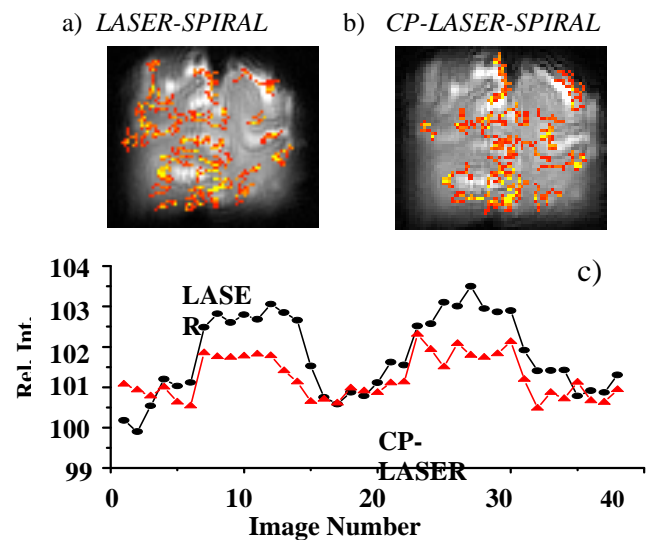 a) LASER-SPIRAL
b) CP-LASER-SPIRAL
c)
104
103
102
101
100
99
Rel. Int.
LASE
R
CP-
LASER
0 10 20 30 40
Image Number